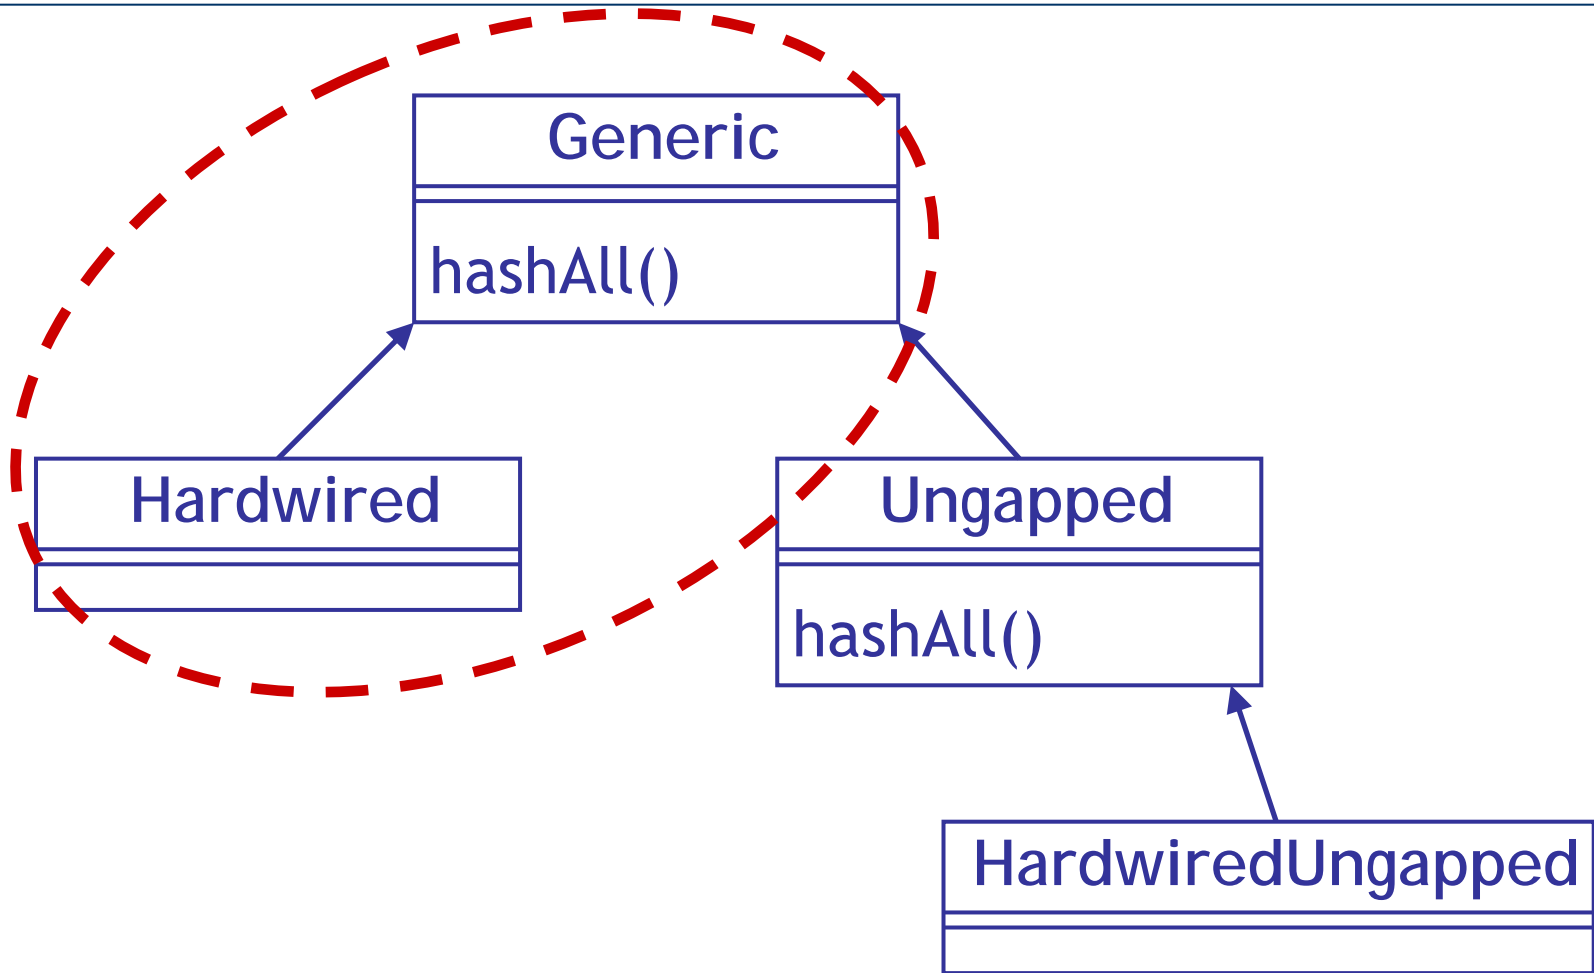 Generic
hashAll()
Hardwired
Ungapped
hashAll()
HardwiredUngapped